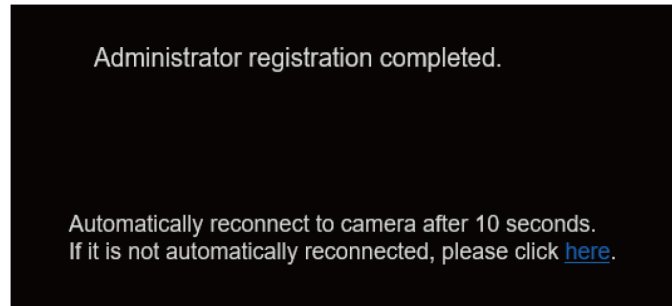 Administrator registration completed.
Automatically reconnect to camera after 10 seconds.
If it is not automatically reconnected, please click here.